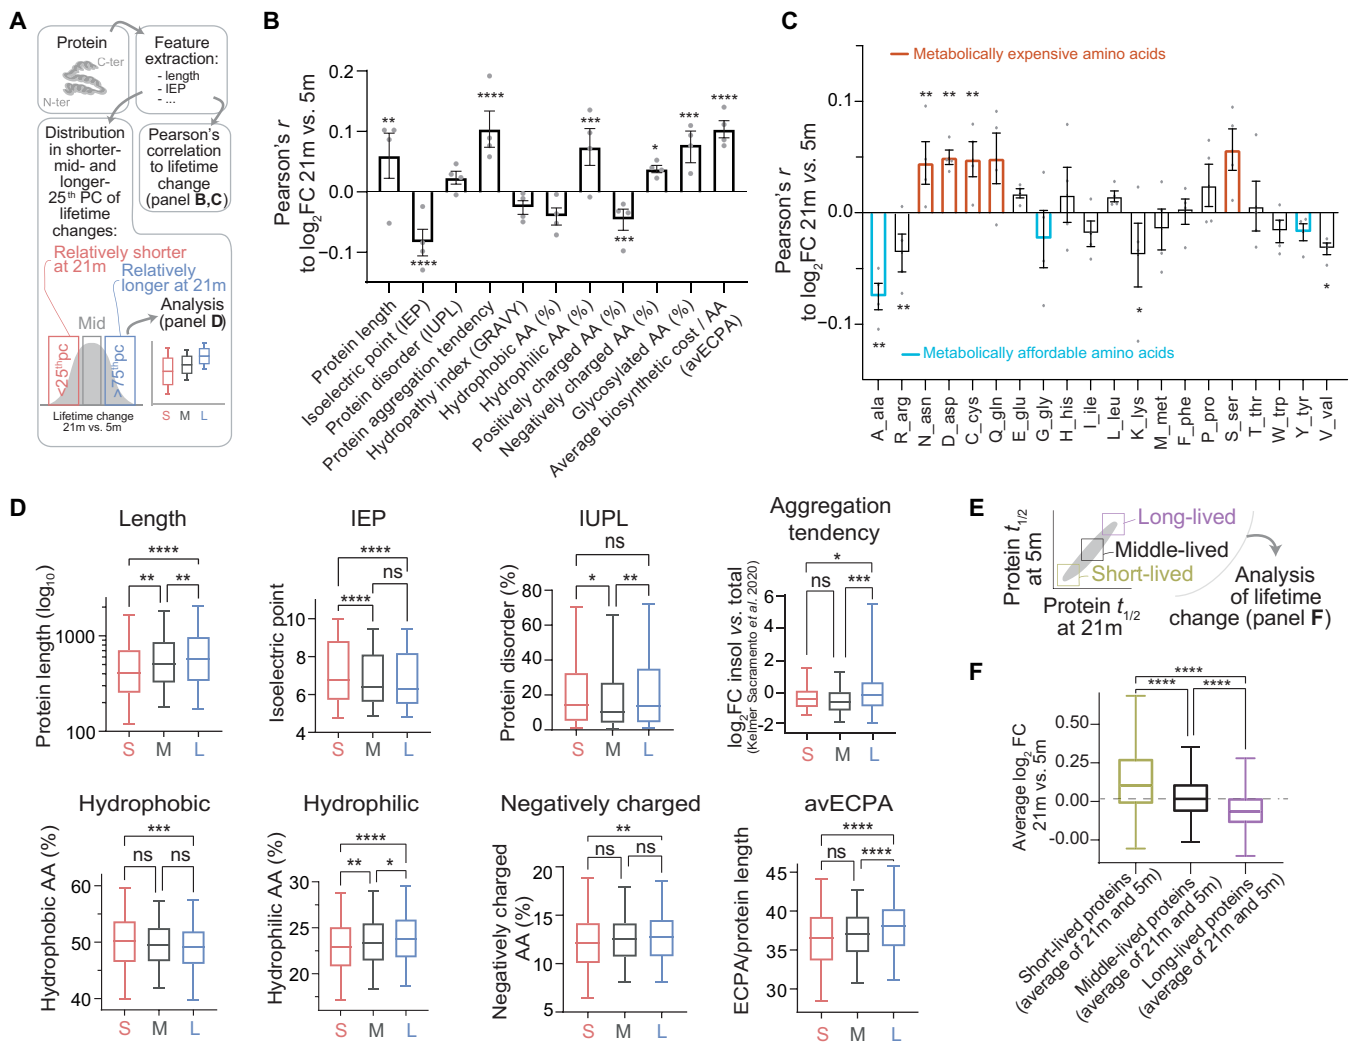 A
Protein
C-ter
N-ter
Feature
extraction:
- length
- IEP
- ...
Distribution
in shorter-
mid- and
longer-
25th PC of
lifetime
changes:
Pearson's
correlation to
lifetime
change
(panel B,C)
Relatively shorter
at 21m
Relatively
longer at 21m
Analysis
(panel D)
Mid
<25thpc
>75thpc
S M L
Lifetime change
21m vs. 5m
B
Pearson's r
to log2FC 21m vs. 5m
0.2
0.1
0.0
−0.1
**
****
****
***
***
*
***
****
Protein length
Isoelectric point (IEP)
Protein disorder (IUPL)
Protein aggregation tendency
Hydropathy index (GRAVY)
Hydrophobic AA (%)
Hydrophilic AA (%)
Positively charged AA (%)
Negatively charged AA (%)
Glycosylated AA (%)
Average biosynthetic cost / AA
(avECPA)
C
Pearson's r
to log2FC 21m vs. 5m
Metabolically expensive amino acids
0.1
0.0
−0.1
** ** **
**
**
*
*
Metabolically affordable amino acids
A_ala
R_arg
N_asn
D_asp
C_cys
Q_gln
E_glu
G_gly
H_his
I_ile
L_leu
K_lys
M_met
F_phe
P_pro
S_ser
T_thr
W_trp
Y_tyr
V_val
D
Length
****
** **
Protein length (log10)
1000
100
S M L
IEP
****
ns
****
Isoelectric point
10
8
6
4
S M L
IUPL
ns
* **
Protein disorder (%)
80
60
40
20
0
S M L
Aggregation
tendency
*
ns ***
log2FC insol vs. total
(Kelmer Sacramento et al. 2020)
6
4
2
0
-2
S M L
Hydrophobic
***
ns ns
Hydrophobic AA (%)
60
50
40
S M L
Hydrophilic
****
** *
Hydrophilic AA (%)
30
25
20
S M L
Negatively charged
**
ns ns
Negatively charged
AA (%)
20
15
10
5
S M L
avECPA
****
ns ****
ECPA/protein length
45
40
35
30
S M L
E
Protein t1/2
at 5m
Long-lived
Middle-lived
Short-lived
Protein t1/2
at 21m
Analysis
of lifetime
change (panel F)
F
****
**** ****
Average log2 FC
21m vs. 5m
0.50
0.25
0.00
-0.00
Short-lived proteins
(average of 21m and 5m)
Middle-lived proteins
(average of 21m and 5m)
Long-lived proteins
(average of 21m and 5m)